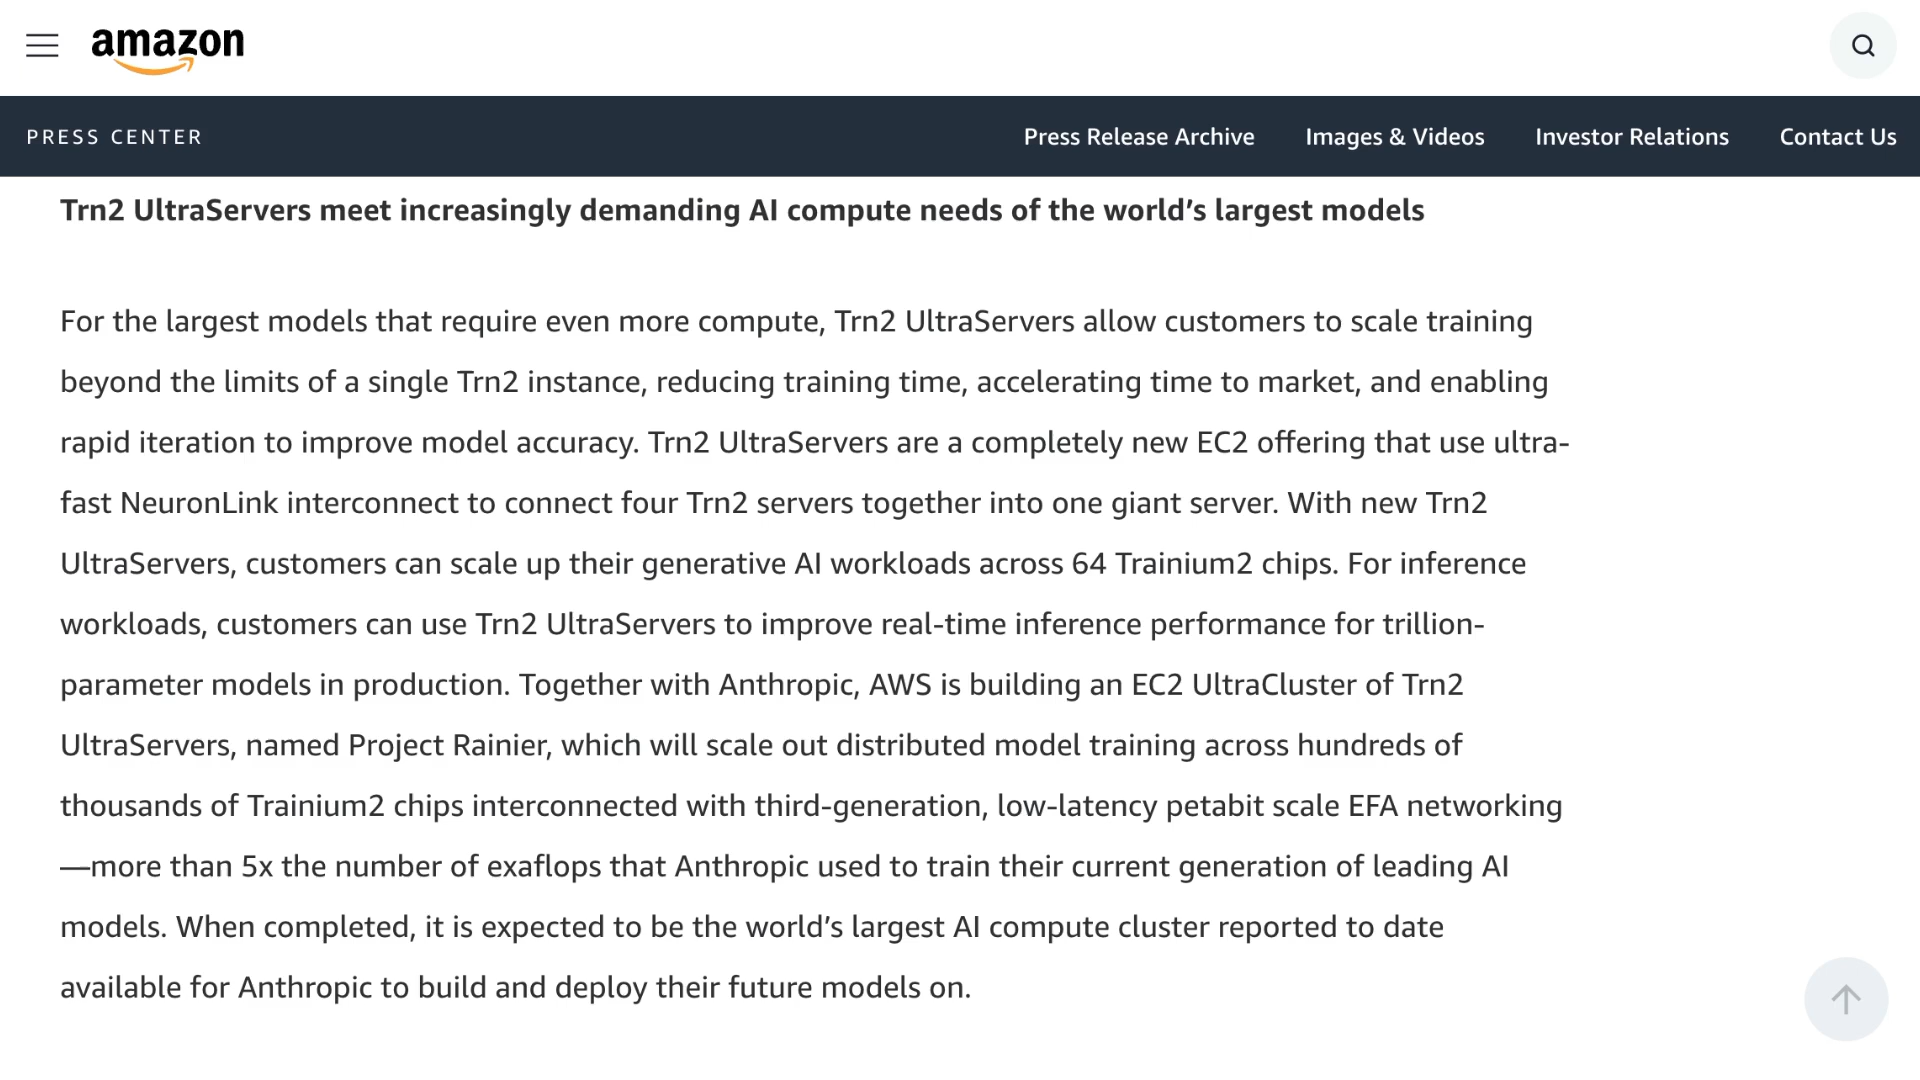 amazon
PRESS CENTER
Press Release Archive
Images & Videos
Investor Relations
Contact Us
Trn2 UltraServers meet increasingly demanding AI compute needs of the world’s largest models
For the largest models that require even more compute, Trn2 UltraServers allow customers to scale training
beyond the limits of a single Trn2 instance, reducing training time, accelerating time to market, and enabling
rapid iteration to improve model accuracy. Trn2 UltraServers are a completely new EC2 offering that use ultra-
fast NeuronLink interconnect to connect four Trn2 servers together into one giant server. With new Trn2
UltraServers, customers can scale up their generative AI workloads across 64 Trainium2 chips. For inference
workloads, customers can use Trn2 UltraServers to improve real-time inference performance for trillion-
parameter models in production. Together with Anthropic, AWS is building an EC2 UltraCluster of Trn2
UltraServers, named Project Rainier, which will scale out distributed model training across hundreds of
thousands of Trainium2 chips interconnected with third-generation, low-latency petabit scale EFA networking
—more than 5x the number of exaflops that Anthropic used to train their current generation of leading AI
models. When completed, it is expected to be the world’s largest AI compute cluster reported to date
available for Anthropic to build and deploy their future models on.